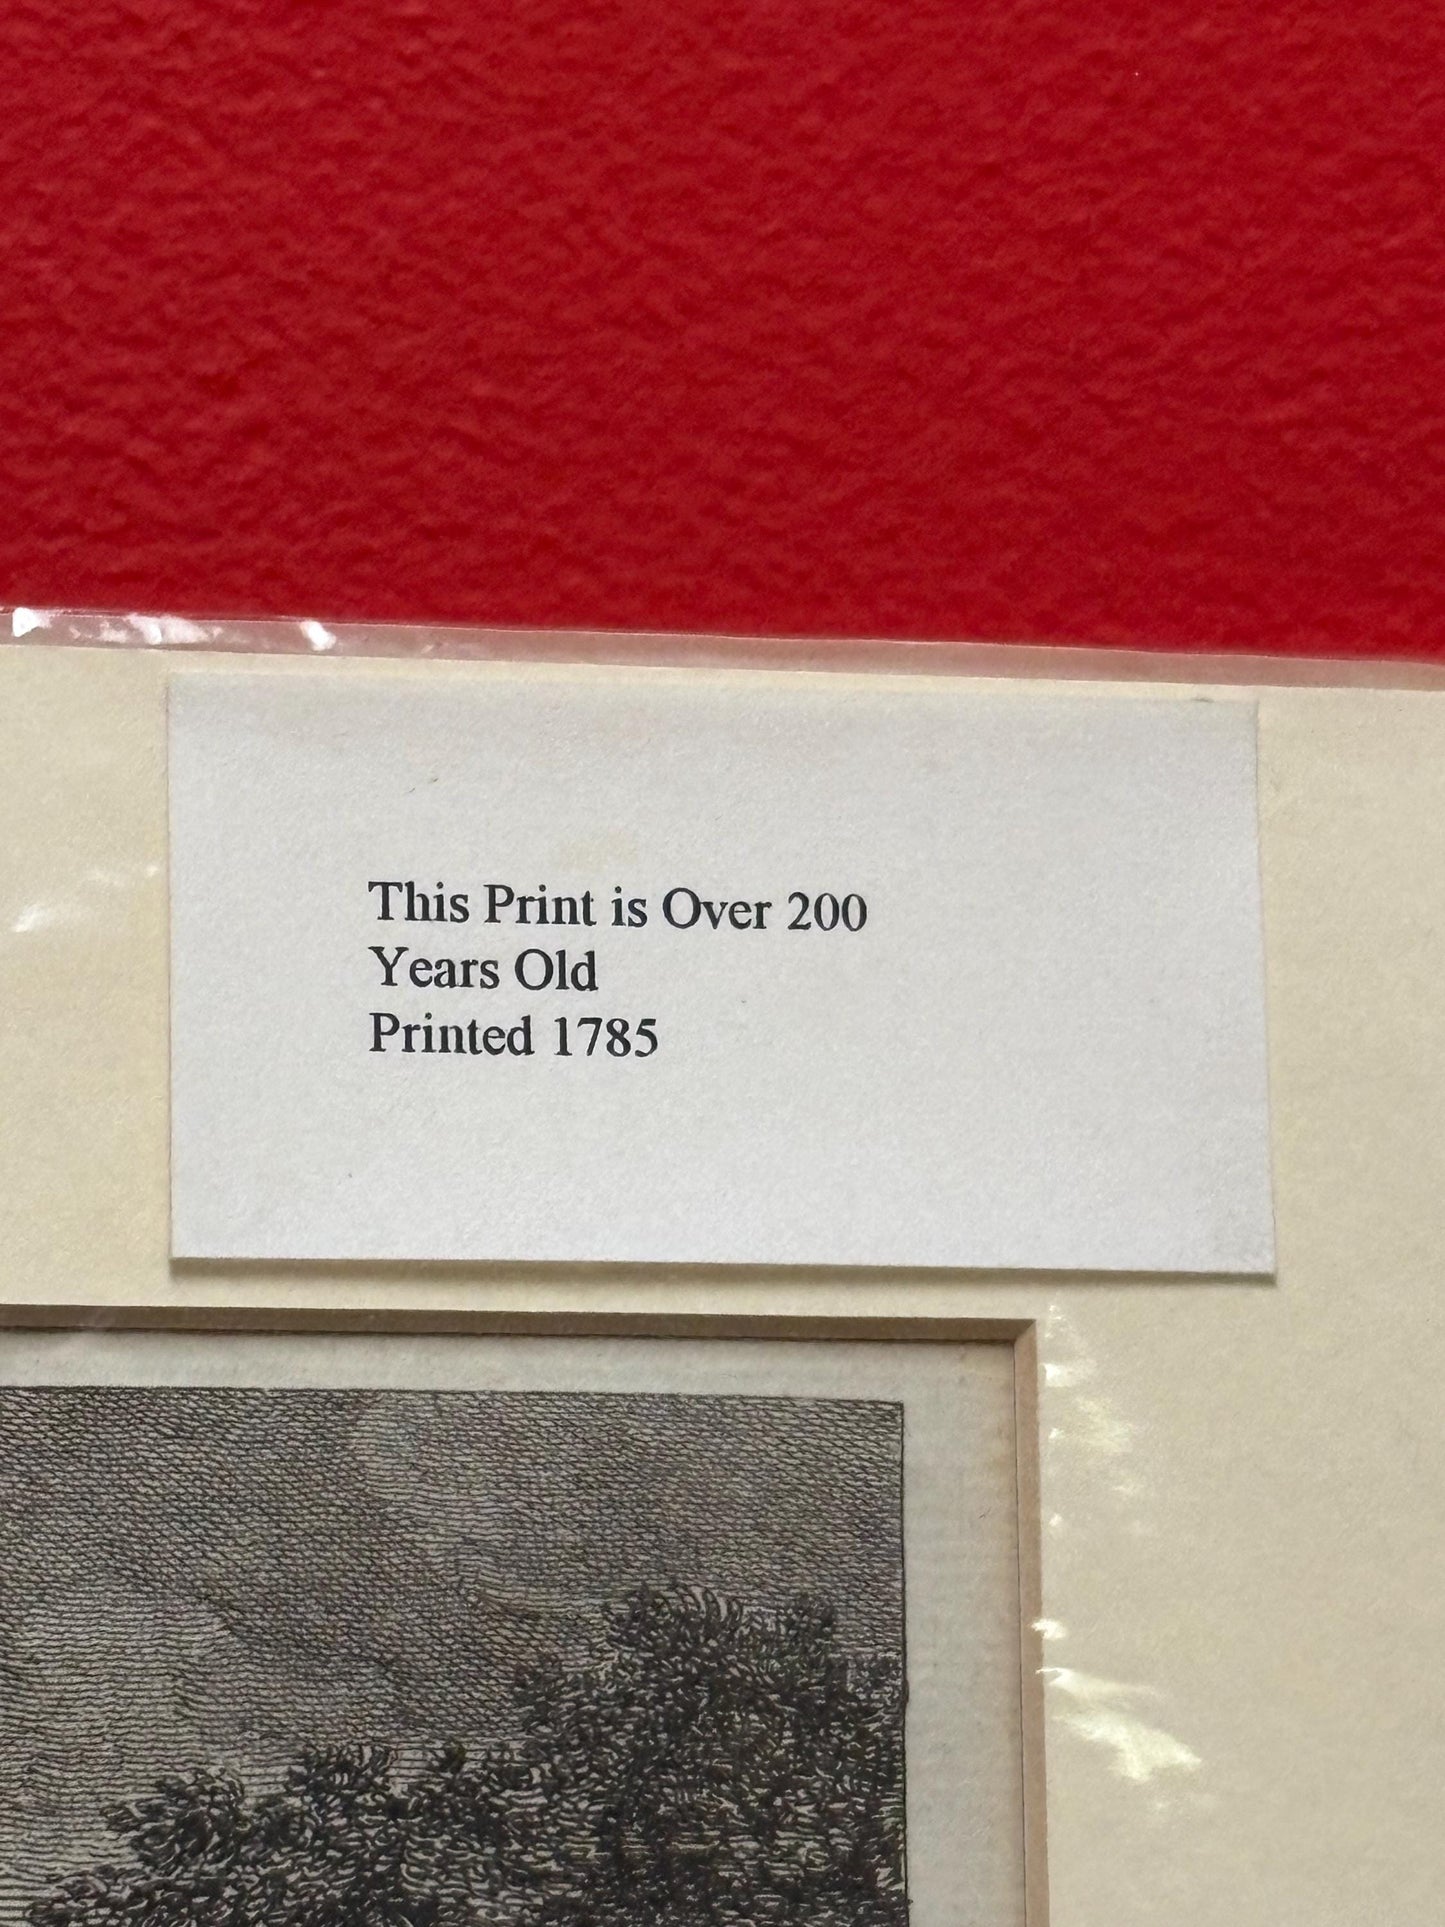 This Print is Over 200
Years Old
Printed 1785